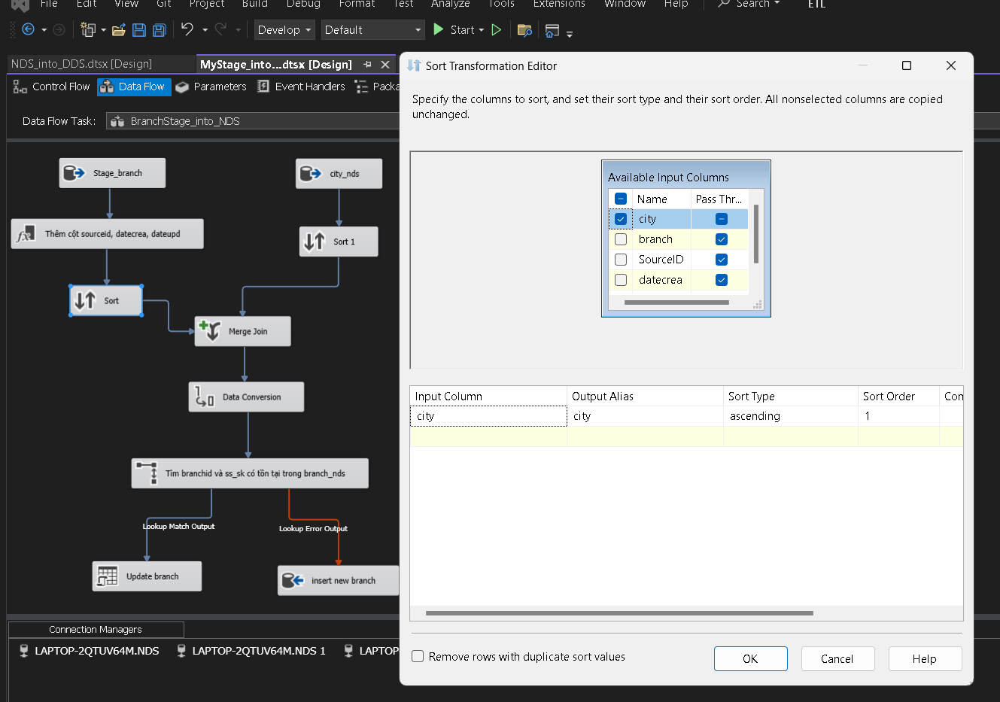 File Edit View Git Project Build Debug Format Test Analyze Tools Extensions Window Help Search ETL
Develop Default Start
NDS_into_DDS.dtsx [Design] MyStage_into...dtsx [Design]
Control Flow Data Flow Parameters Event Handlers Packa
Data Flow Task: BranchStage_into_NDS
Stage_branch
city_nds
Thêm cột sourceid, datecrea, dateupd
Sort 1
Sort
Merge Join
Data Conversion
Tìm branchid và ss_sk có tồn tại trong branch_nds
Lookup Match Output
Lookup Error Output
Update branch
insert new branch
Connection Managers
LAPTOP-2QTUV64M.NDS LAPTOP-2QTUV64M.NDS 1 LAPTOP
Sort Transformation Editor
Specify the columns to sort, and set their sort type and their sort order. All nonselected columns are copied
unchanged.
Available Input Columns
Name Pass Thr...
city
branch
SourceID
datecrea
Input Column Output Alias Sort Type Sort Order Con
city city ascending 1
Remove rows with duplicate sort values
OK Cancel Help